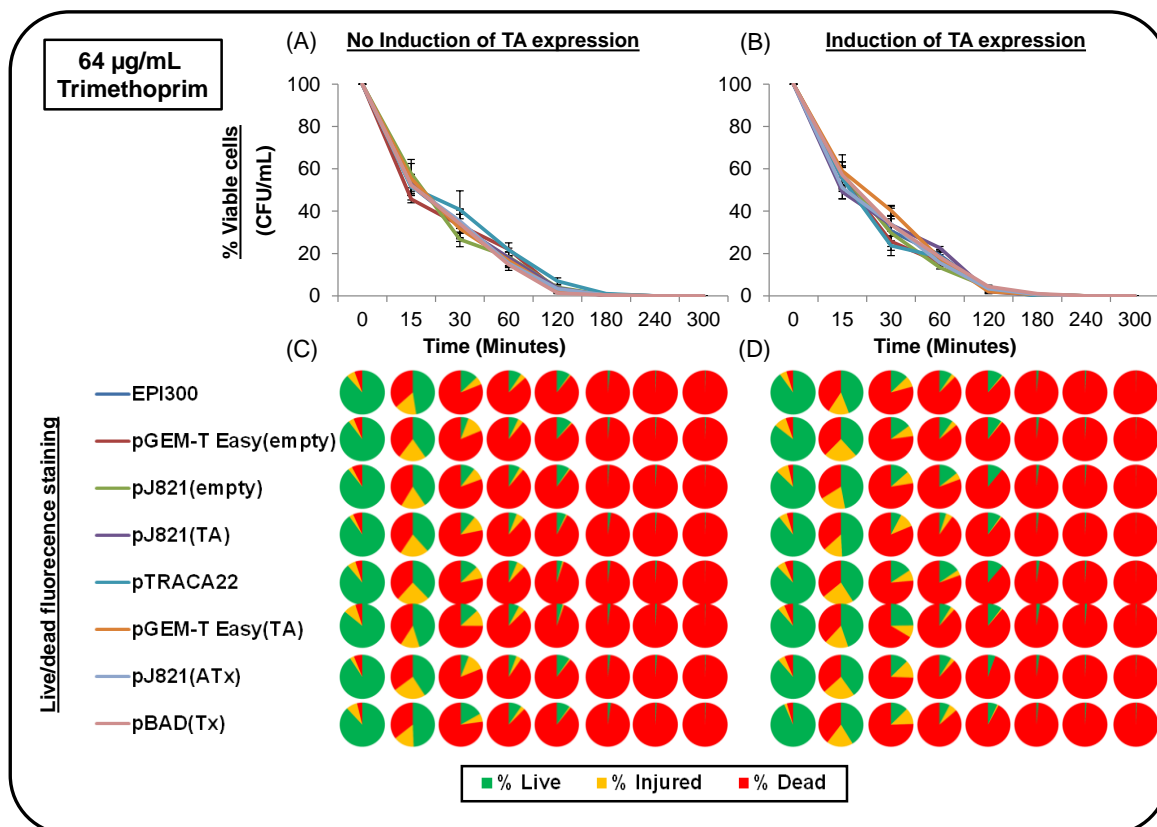 64 µg/mL
Trimethoprim
(A)
No Induction of TA expression
(B)
Induction of TA expression
% Viable cells
(CFU/mL)
100
80
60
40
20
0
0 15 30 60 120 180 240 300
100
80
60
40
20
0
0 15 30 60 120 180 240 300
Time (Minutes)
Time (Minutes)
(C)
(D)
Live/dead fluorecence staining
EPI300
pGEM-T Easy(empty)
pJ821(empty)
pJ821(TA)
pTRACA22
pGEM-T Easy(TA)
pJ821(ATx)
pBAD(Tx)
% Live % Injured % Dead